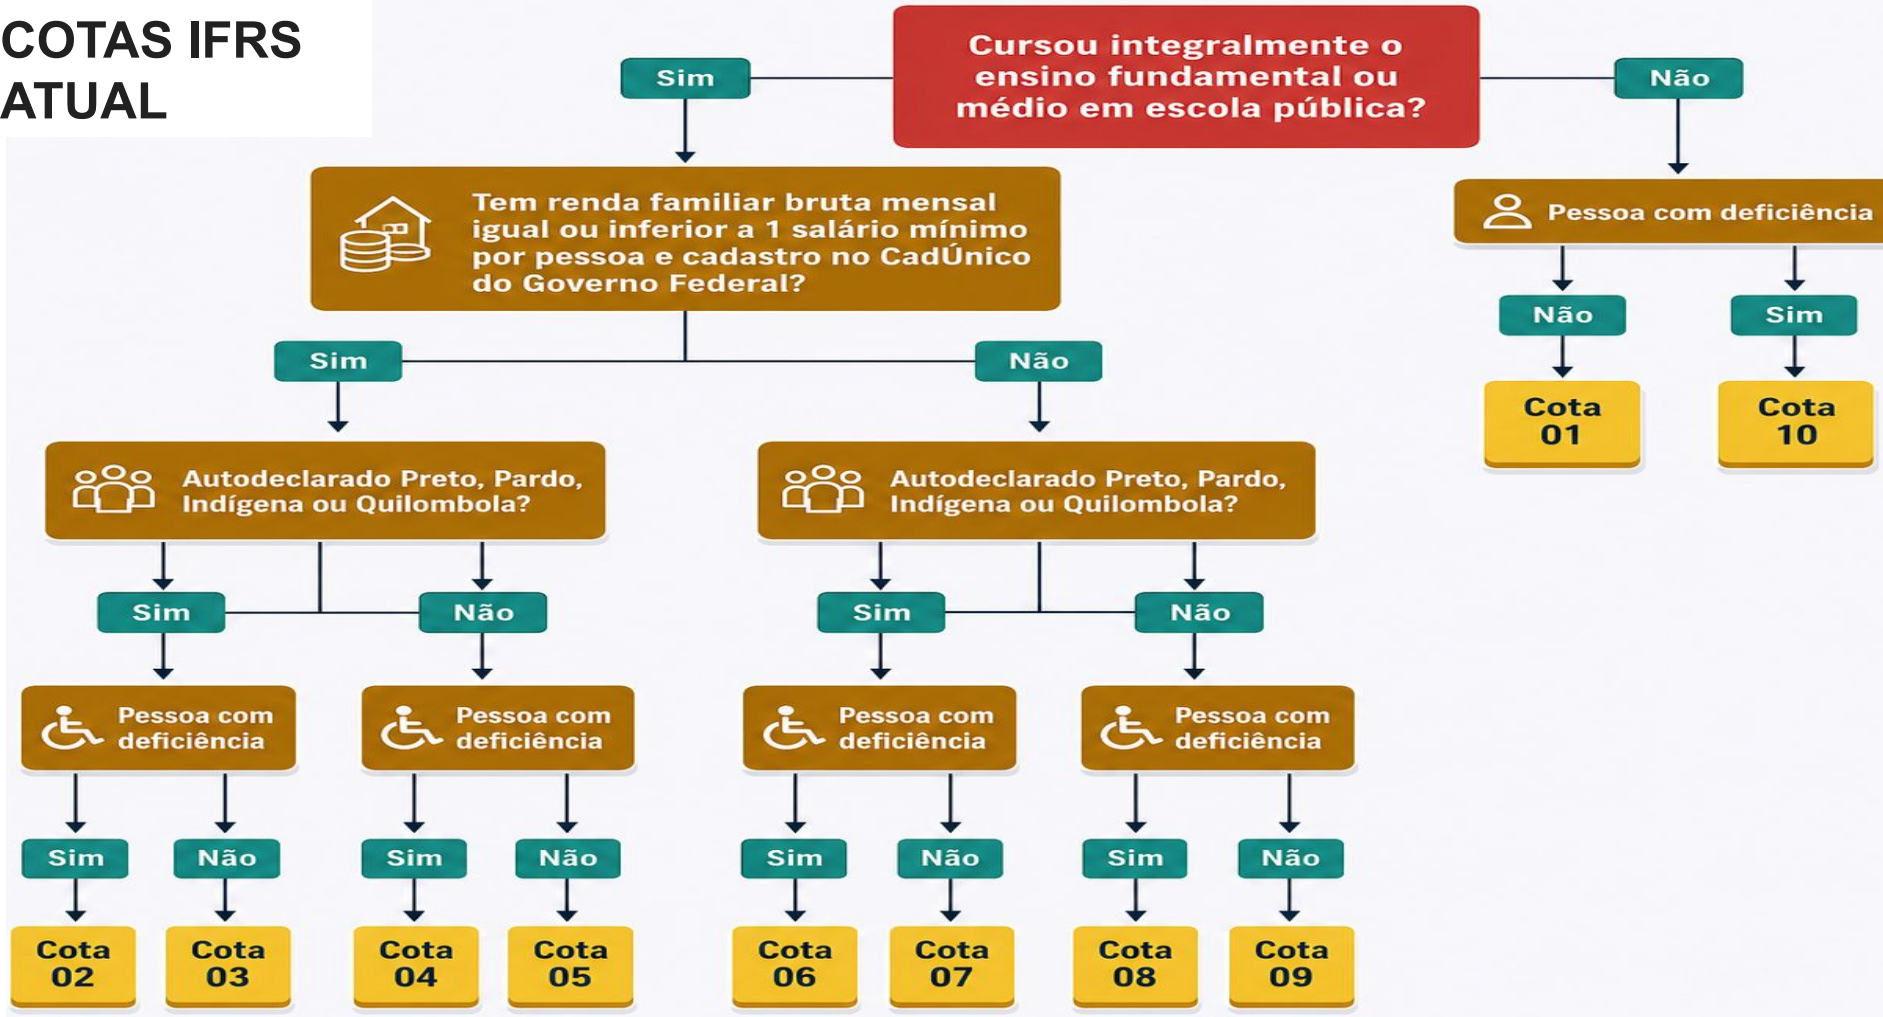 COTAS IFRS
ATUAL
Cursou integralmente o
ensino fundamental ou
médio em escola pública?
Sim
Não
Tem renda familiar bruta mensal
igual ou inferior a 1 salário mínimo
por pessoa e cadastro no CadÚnico
do Governo Federal?
Pessoa com deficiência
Não
Sim
Cota
01
Cota
10
Sim
Não
Autodeclarado Preto, Pardo,
Indígena ou Quilombola?
Autodeclarado Preto, Pardo,
Indígena ou Quilombola?
Sim
Não
Sim
Não
Pessoa com
deficiência
Pessoa com
deficiência
Pessoa com
deficiência
Pessoa com
deficiência
Sim
Não
Sim
Não
Sim
Não
Sim
Não
Cota
02
Cota
03
Cota
04
Cota
05
Cota
06
Cota
07
Cota
08
Cota
09